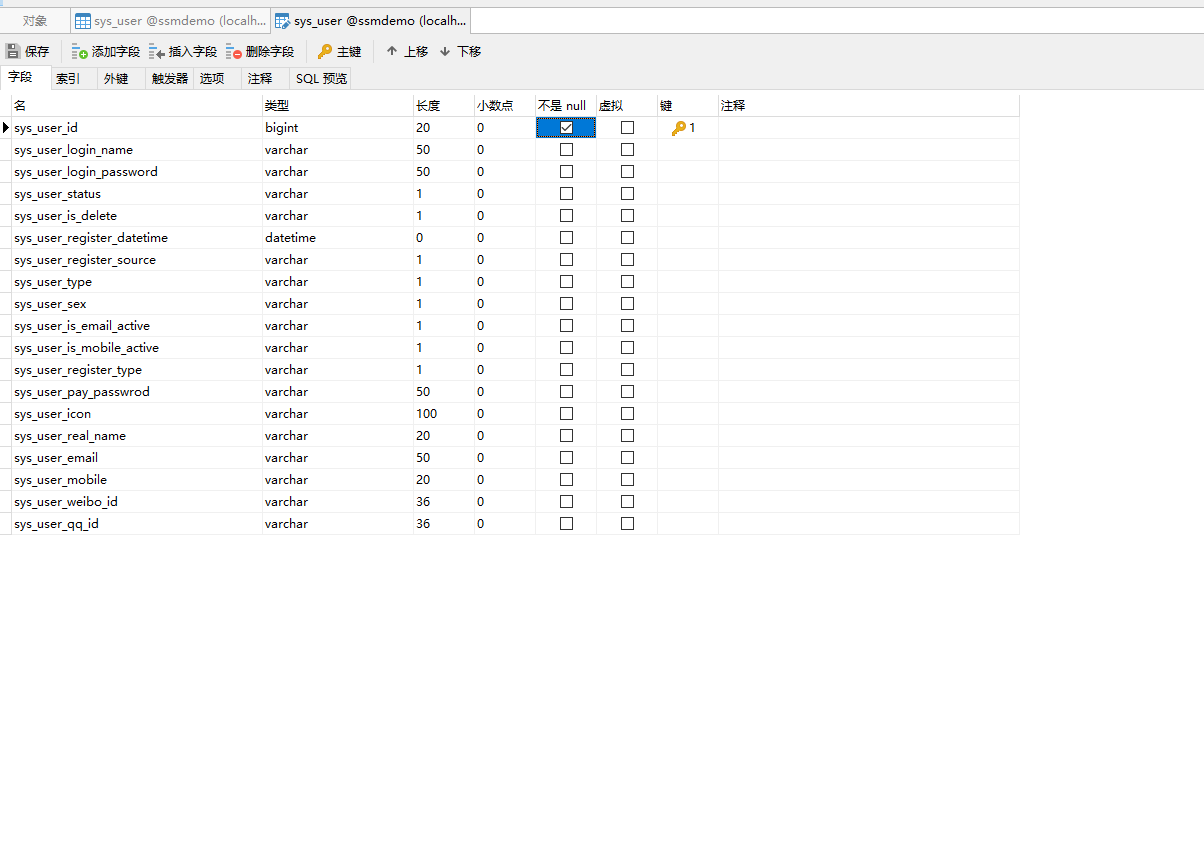 对象 sys_user @ssmdemo (localh... sys_user @ssmdemo (localh...
保存 添加字段 插入字段 删除字段 主键 上移 下移
字段 索引 外键 触发器 选项 注释 SQL 预览
名 类型 长度 小数点 不是 null 虚拟 键 注释
sys_user_id bigint 20 0 1
sys_user_login_name varchar 50 0
sys_user_login_password varchar 50 0
sys_user_status varchar 1 0
sys_user_is_delete varchar 1 0
sys_user_register_datetime datetime 0 0
sys_user_register_source varchar 1 0
sys_user_type varchar 1 0
sys_user_sex varchar 1 0
sys_user_is_email_active varchar 1 0
sys_user_is_mobile_active varchar 1 0
sys_user_register_type varchar 1 0
sys_user_pay_passwrod varchar 50 0
sys_user_icon varchar 100 0
sys_user_real_name varchar 20 0
sys_user_email varchar 50 0
sys_user_mobile varchar 20 0
sys_user_weibo_id varchar 36 0
sys_user_qq_id varchar 36 0